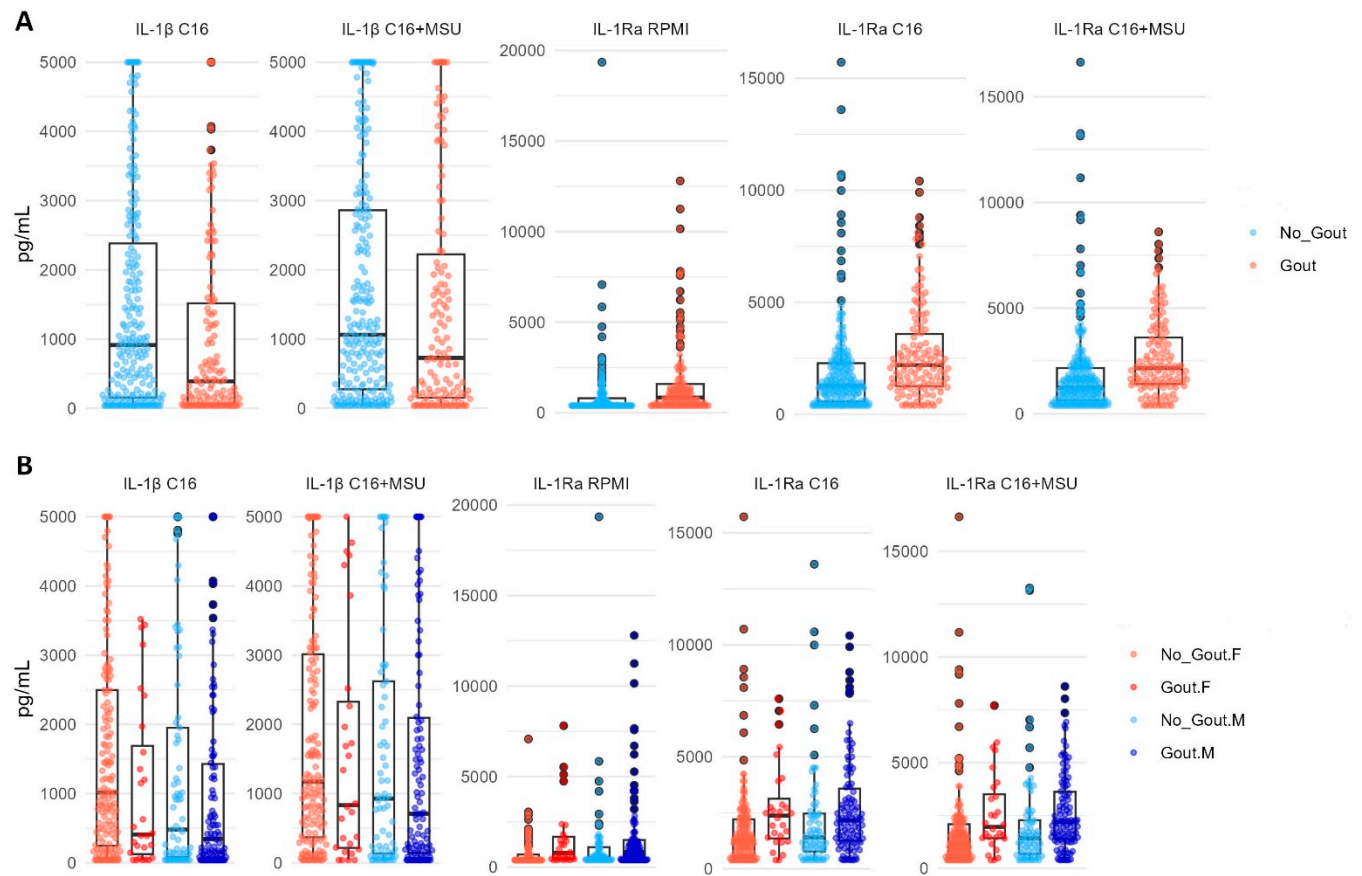 A
IL-1β C16
IL-1β C16+MSU
IL-1Ra RPMI
IL-1Ra C16
IL-1Ra C16+MSU
pg/mL
5000
4000
3000
2000
1000
0
5000
4000
3000
2000
1000
0
20000
15000
10000
5000
0
15000
10000
5000
0
15000
10000
5000
0
No_Gout
Gout
B
IL-1β C16
IL-1β C16+MSU
IL-1Ra RPMI
IL-1Ra C16
IL-1Ra C16+MSU
pg/mL
5000
4000
3000
2000
1000
0
5000
4000
3000
2000
1000
0
20000
15000
10000
5000
0
15000
10000
5000
0
15000
10000
5000
0
No_Gout.F
Gout.F
No_Gout.M
Gout.M